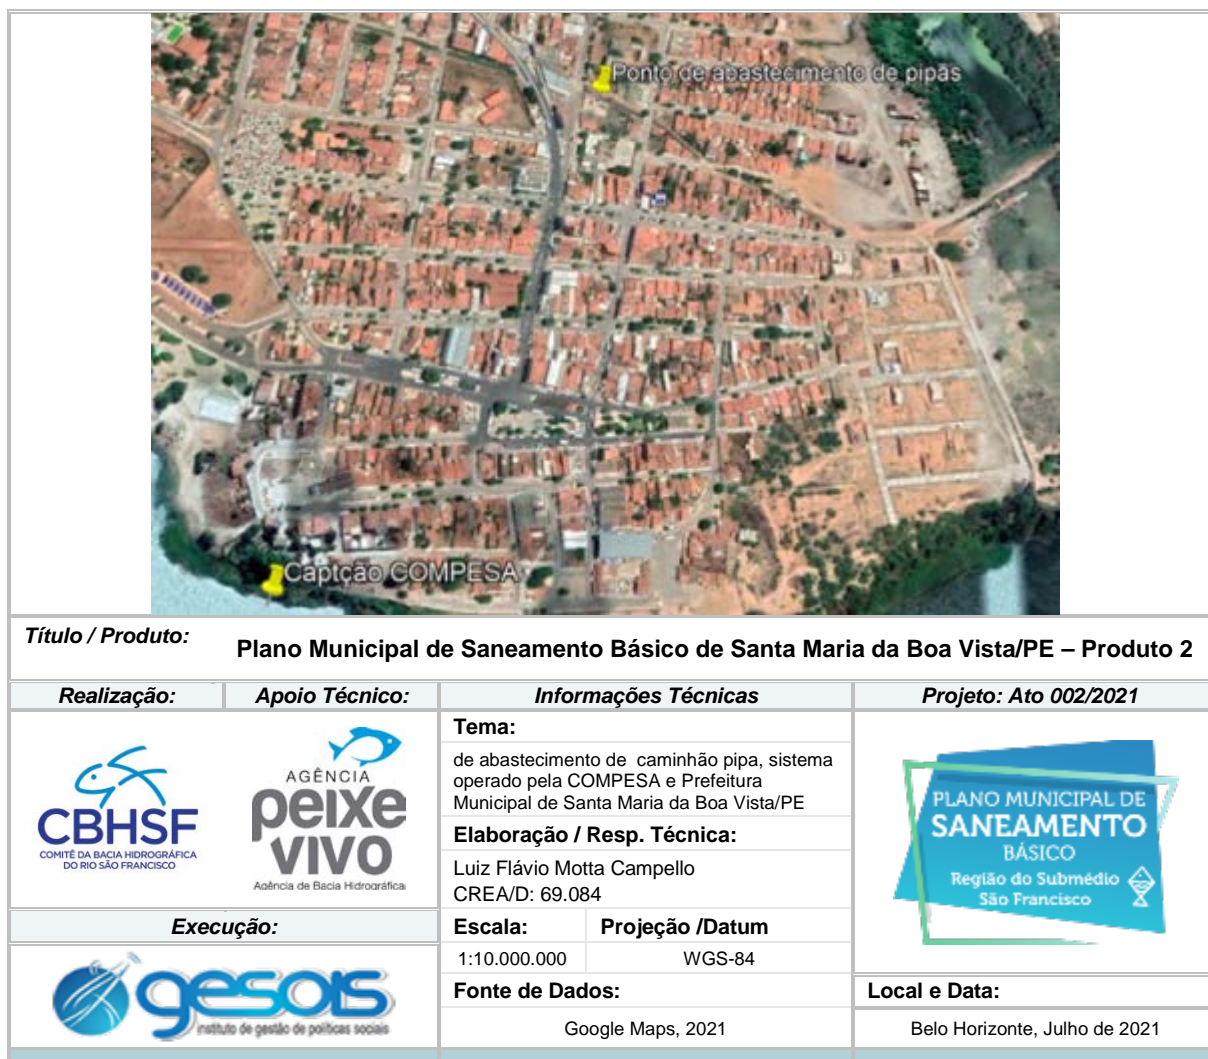 Ponto de abastecimento de pipas
Captção COMPESA
Título / Produto:
Plano Municipal de Saneamento Básico de Santa Maria da Boa Vista/PE – Produto 2
Realização:
Apoio Técnico:
Informações Técnicas
Projeto: Ato 002/2021
CBHSF
COMITÊ DA BACIA HIDROGRÁFICA
DO RIO SÃO FRANCISCO
AGÊNCIA
peixe
vivo
Agência de Bacia Hidrográfica
Tema:
de abastecimento de caminhão pipa, sistema
operado pela COMPESA e Prefeitura
Municipal de Santa Maria da Boa Vista/PE
Elaboração / Resp. Técnica:
Luiz Flávio Motta Campello
CREA/D: 69.084
PLANO MUNICIPAL DE
SANEAMENTO
BÁSICO
Região do Submédio
São Francisco
Execução:
gesois
instituto de gestão de políticas sociais
Escala:
Projeção /Datum
1:10.000.000
WGS-84
Fonte de Dados:
Google Maps, 2021
Local e Data:
Belo Horizonte, Julho de 2021